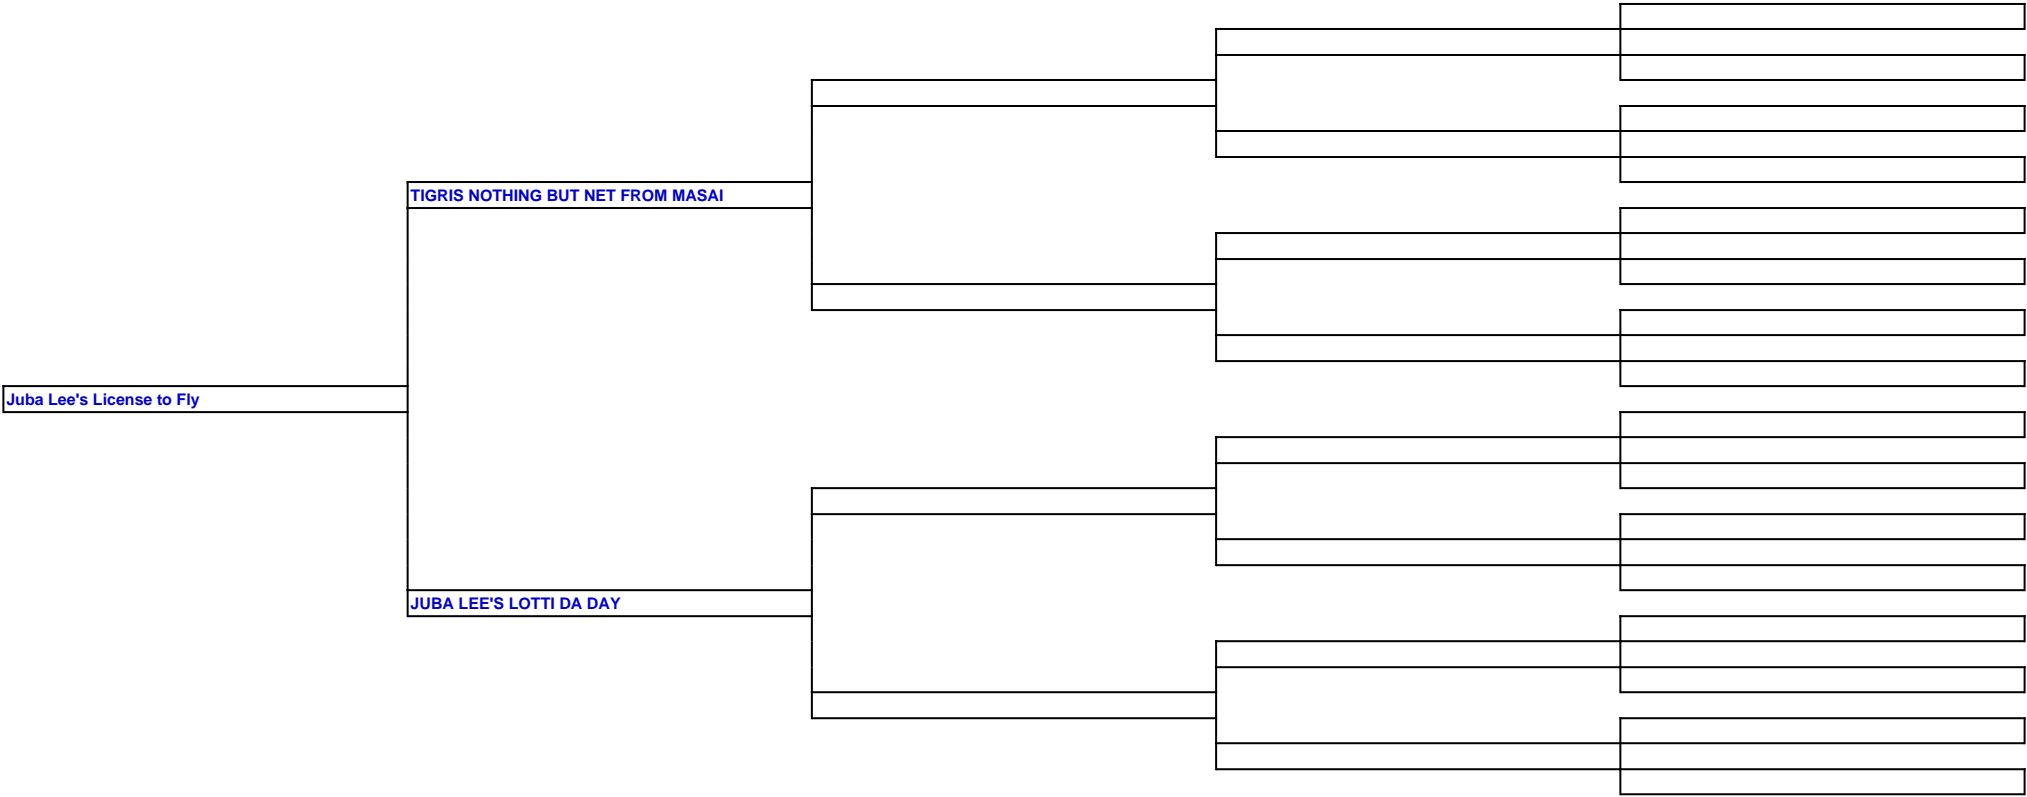 TIGRIS NOTHING BUT NET FROM MASAI
Juba Lee's License to Fly
JUBA LEE'S LOTTI DA DAY